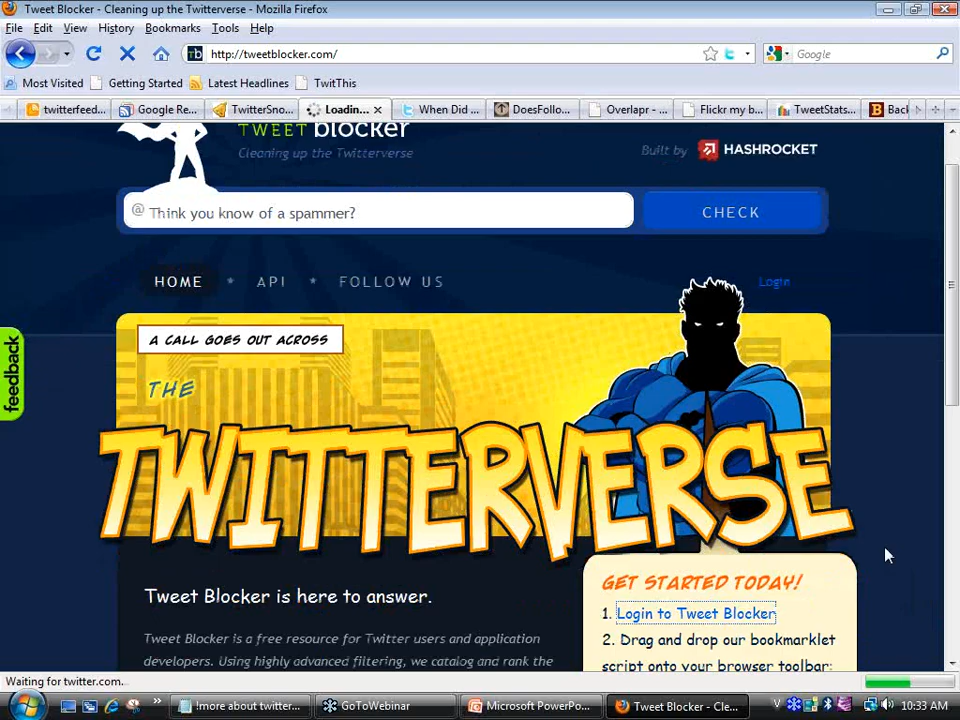 Tweet Blocker - Cleaning up the Twitterverse - Mozilla Firefox
File Edit View History Bookmarks Tools Help
tb http://tweetblocker.com/ Google
Most Visited Getting Started Latest Headlines TwitThis
twitterfeed... Google Re... TwitterSno... Loadin... When Did ... DoesFollo... Overlapr - ... Flickr my b... TweetStats... Back
TWEET blocker
Cleaning up the Twitterverse
Built by HASHROCKET
@ Think you know of a spammer? CHECK
HOME * API * FOLLOW US Login
feedback
A CALL GOES OUT ACROSS
THE
TWITTERVERSE
GET STARTED TODAY!
Tweet Blocker is here to answer.
1. Login to Tweet Blocker
2. Drag and drop our bookmarklet
script onto your browser toolbar:
Tweet Blocker is a free resource for Twitter users and application
developers. Using highly advanced filtering, we catalog and rank the
Waiting for twitter.com...
!more about twitter... GoToWebinar Microsoft PowerPo... Tweet Blocker - Cle... V 10:33 AM